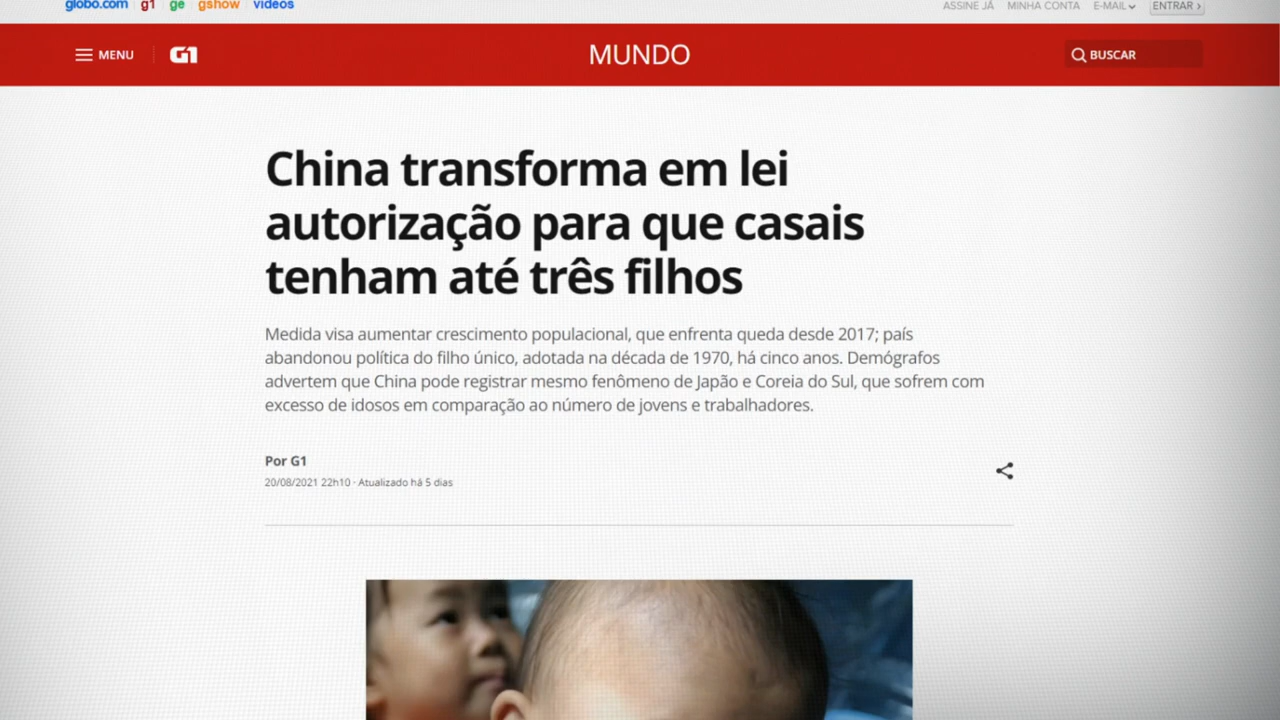 globo.com g1 ge gshow vídeos
ASSINE JÁ MINHA CONTA E-MAIL ENTRAR ›
MENU G1 MUNDO BUSCAR
China transforma em lei
autorização para que casais
tenham até três filhos
Medida visa aumentar crescimento populacional, que enfrenta queda desde 2017; país
abandonou política do filho único, adotada na década de 1970, há cinco anos. Demógrafos
advertem que China pode registrar mesmo fenômeno de Japão e Coreia do Sul, que sofrem com
excesso de idosos em comparação ao número de jovens e trabalhadores.
Por G1
20/08/2021 22h10 · Atualizado há 5 dias